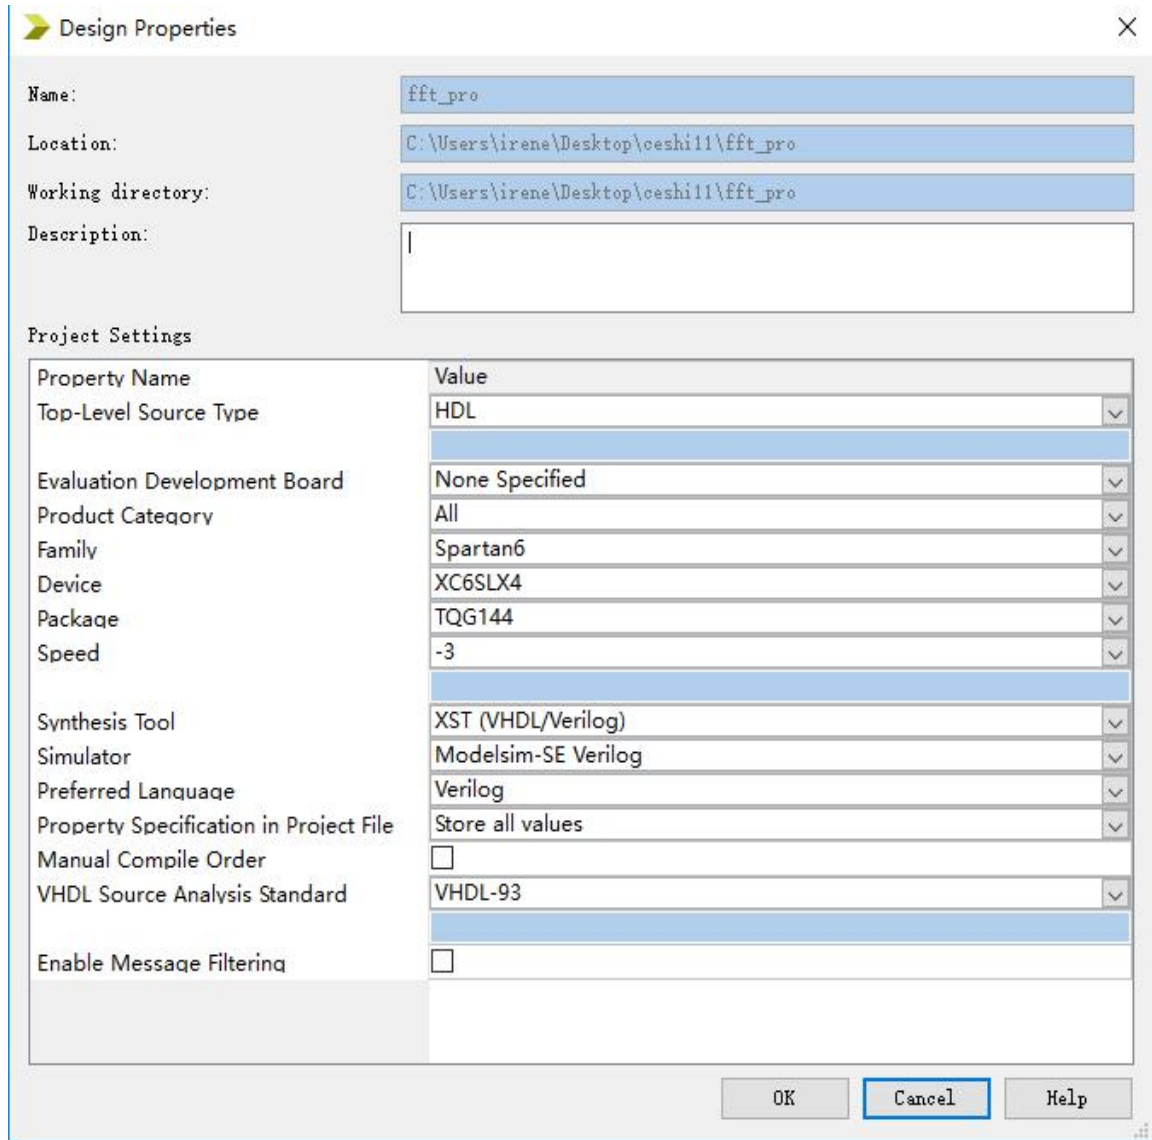 Design Properties
Name: fft_pro
Location: C:\Users\irene\Desktop\ceshi11\fft_pro
Working directory: C:\Users\irene\Desktop\ceshi11\fft_pro
Description:
Project Settings
Property Name Value
Top-Level Source Type HDL
Evaluation Development Board None Specified
Product Category All
Family Spartan6
Device XC6SLX4
Package TQG144
Speed -3
Synthesis Tool XST (VHDL/Verilog)
Simulator Modelsim-SE Verilog
Preferred Language Verilog
Property Specification in Project File Store all values
Manual Compile Order
VHDL Source Analysis Standard VHDL-93
Enable Message Filtering
OK Cancel Help